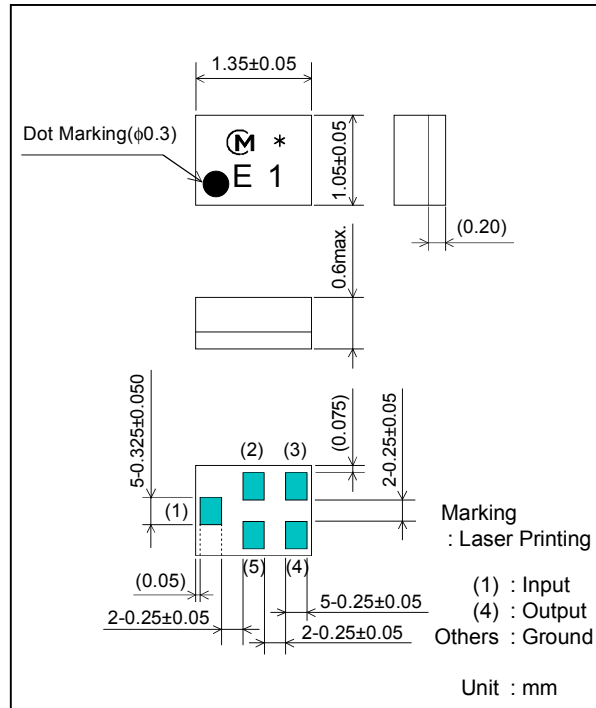 1.35±0.05
Dot Marking(ϕ0.3)
M *
E 1
1.05±0.05
(0.20)
0.6max.
5-0.325±0.050
(0.075)
2-0.25±0.05
(2) (3)
(1)
(5) (4)
(0.05)
2-0.25±0.05
5-0.25±0.05
2-0.25±0.05
Marking
: Laser Printing
(1) : Input
(4) : Output
Others : Ground
Unit : mm